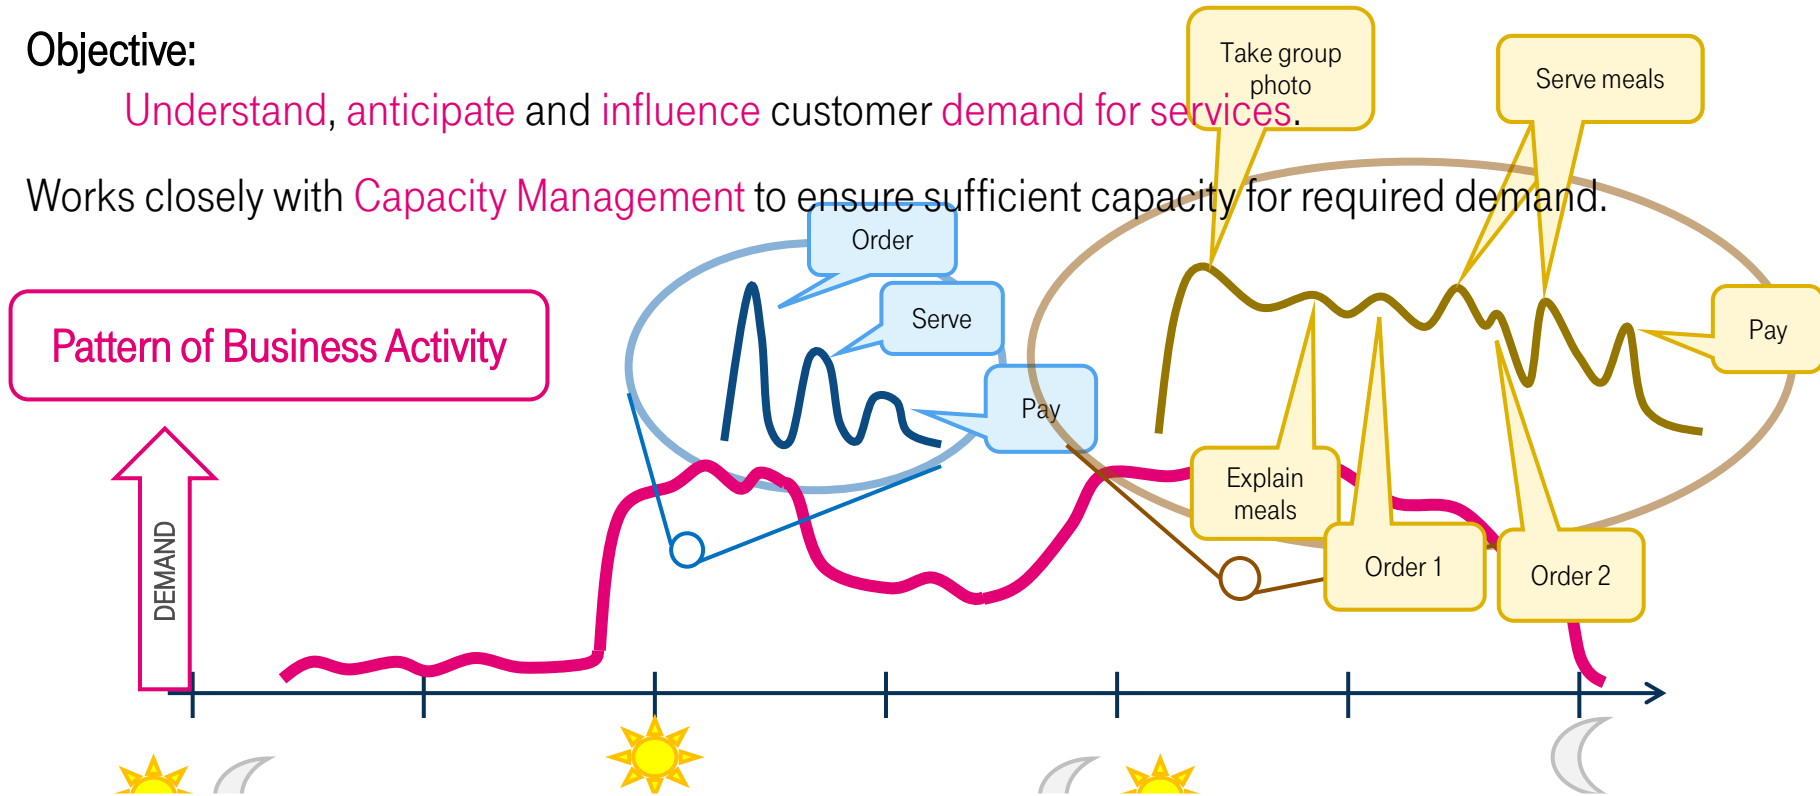 Objective:
Understand, anticipate and influence customer demand for services.
Works closely with Capacity Management to ensure sufficient capacity for required demand.
Take group
photo
Serve meals
Order
Serve
Pay
Pattern of Business Activity
Pay
DEMAND
Explain
meals
Order 1
Order 2